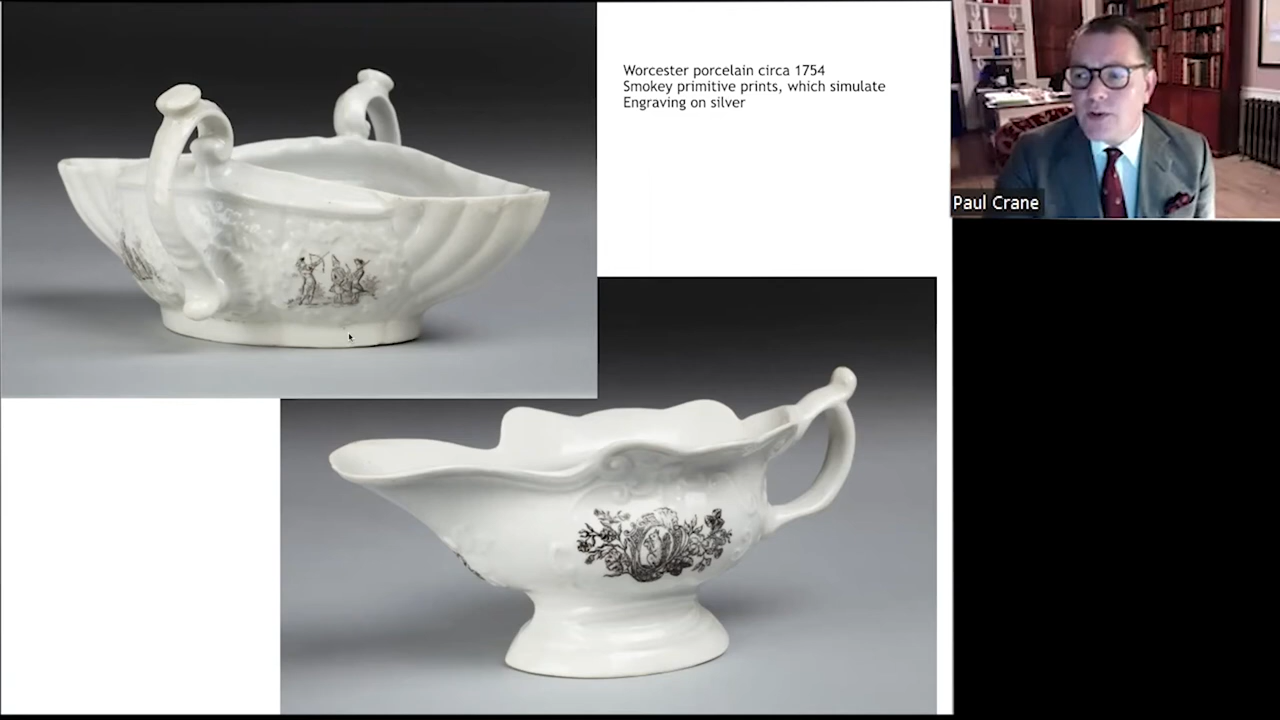 Worcester porcelain circa 1754
Smokey primitive prints, which simulate
Engraving on silver
Paul Crane